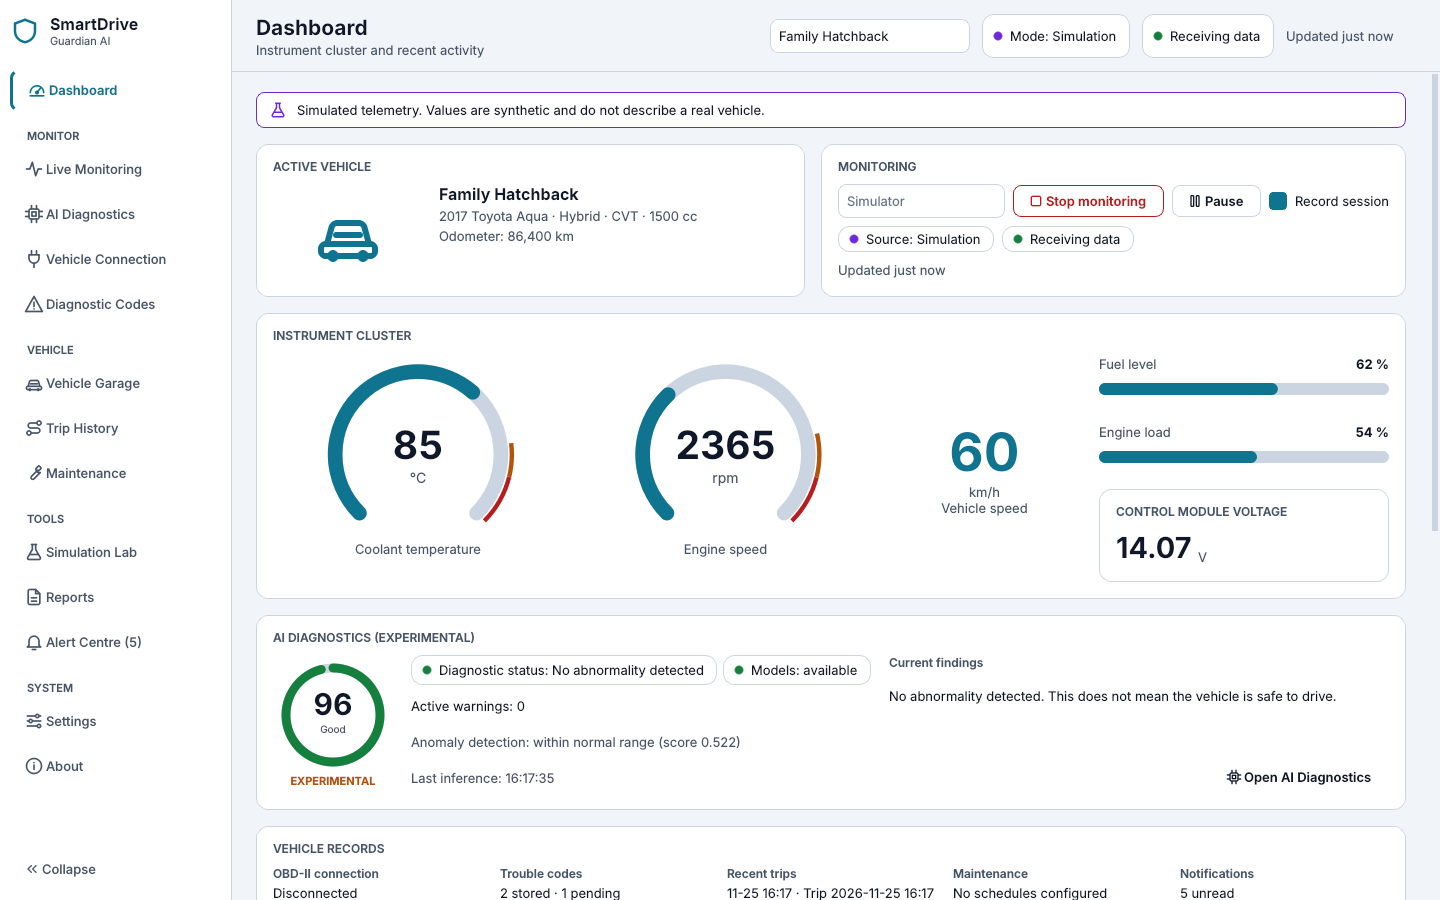 SmartDrive
Guardian AI
Dashboard
MONITOR
Live Monitoring
AI Diagnostics
Vehicle Connection
Diagnostic Codes
VEHICLE
Vehicle Garage
Trip History
Maintenance
TOOLS
Simulation Lab
Reports
Alert Centre (5)
SYSTEM
Settings
About
Collapse
Dashboard
Instrument cluster and recent activity
Family Hatchback
Mode: Simulation
Receiving data
Updated just now
Simulated telemetry. Values are synthetic and do not describe a real vehicle.
ACTIVE VEHICLE
Family Hatchback
2017 Toyota Aqua · Hybrid · CVT · 1500 cc
Odometer: 86,400 km
MONITORING
Simulator
Stop monitoring
Pause
Record session
Source: Simulation
Receiving data
Updated just now
INSTRUMENT CLUSTER
85
°C
Coolant temperature
2365
rpm
Engine speed
60
km/h
Vehicle speed
Fuel level
62 %
Engine load
54 %
CONTROL MODULE VOLTAGE
14.07 V
AI DIAGNOSTICS (EXPERIMENTAL)
96
Good
EXPERIMENTAL
Diagnostic status: No abnormality detected
Models: available
Active warnings: 0
Anomaly detection: within normal range (score 0.522)
Last inference: 16:17:35
Current findings
No abnormality detected. This does not mean the vehicle is safe to drive.
Open AI Diagnostics
VEHICLE RECORDS
OBD-II connection
Disconnected
Trouble codes
2 stored · 1 pending
Recent trips
11-25 16:17 · Trip 2026-11-25 16:17
Maintenance
No schedules configured
Notifications
5 unread